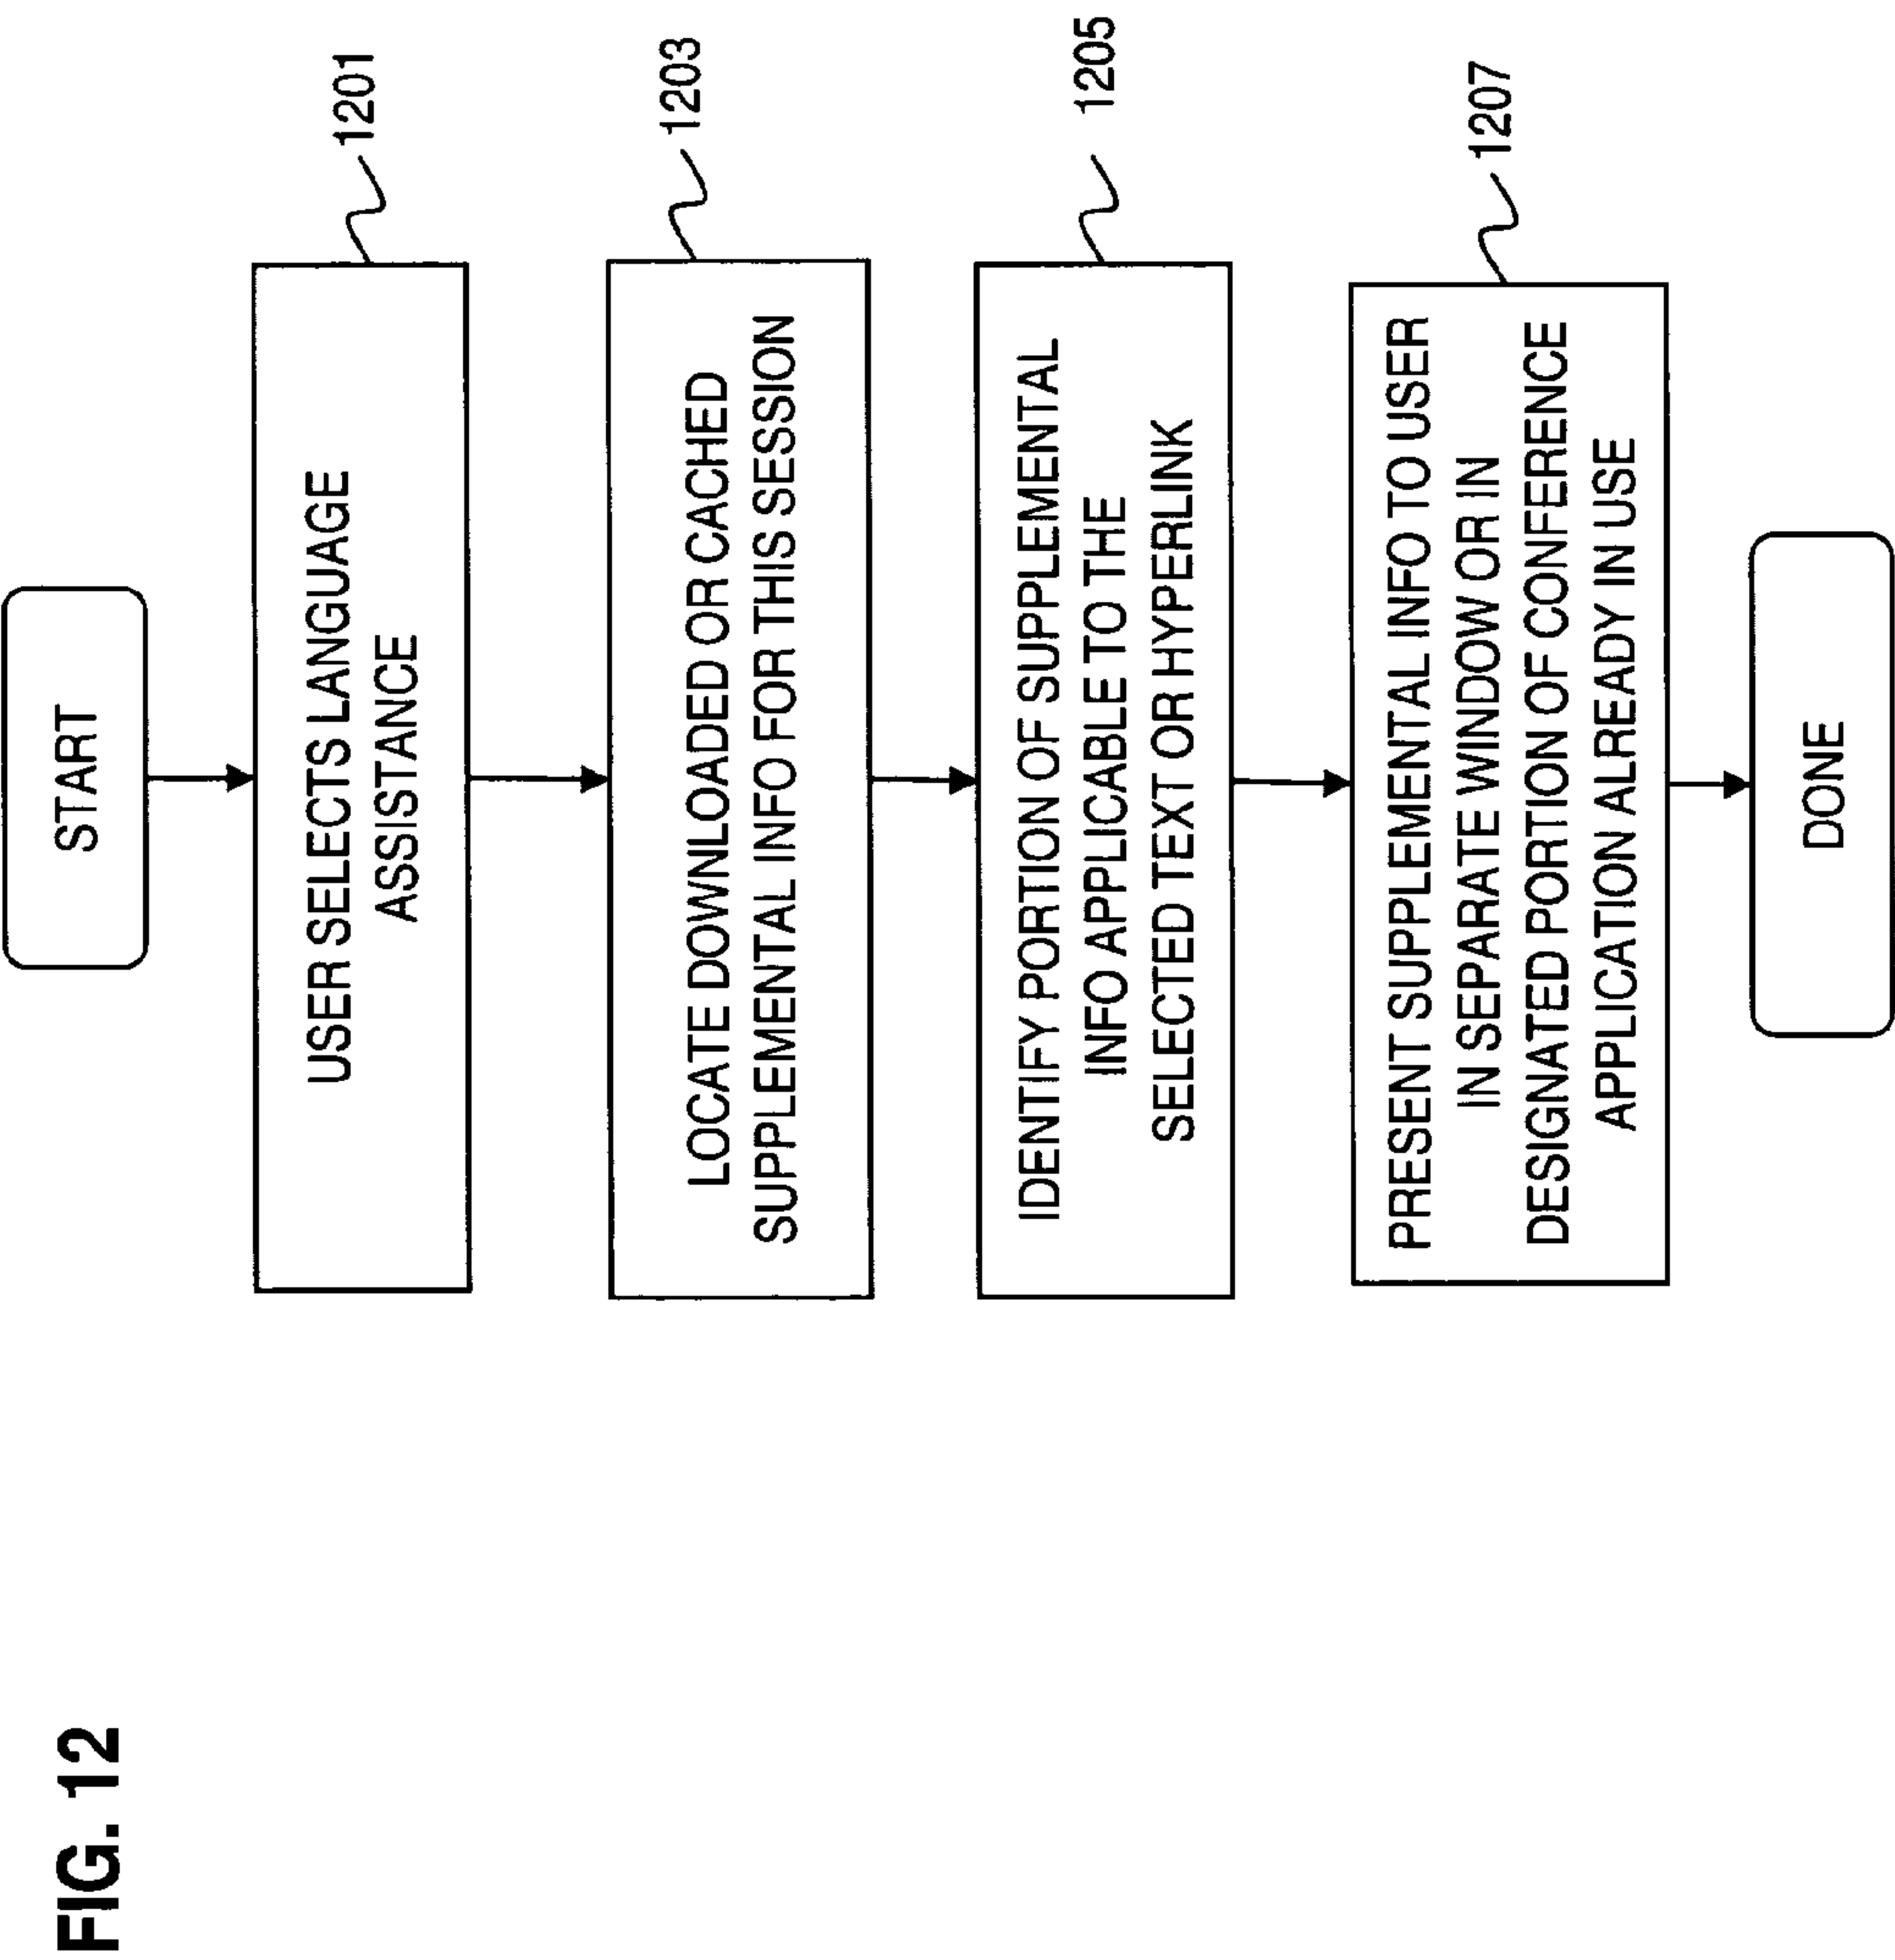 FIG. 12
START
USER SELECTS LANGUAGE
ASSISTANCE
1201
LOCATE DOWNLOADED OR CACHED
SUPPLEMENTAL INFO FOR THIS SESSION
1203
IDENTIFY PORTION OF SUPPLEMENTAL
INFO APPLICABLE TO THE
SELECTED TEXT OR HYPERLINK
1205
PRESENT SUPPLEMENTAL INFO TO USER
IN SEPARATE WINDOW OR IN
DESIGNATED PORTION OF CONFERENCE
APPLICATION ALREADY IN USE
1207
DONE